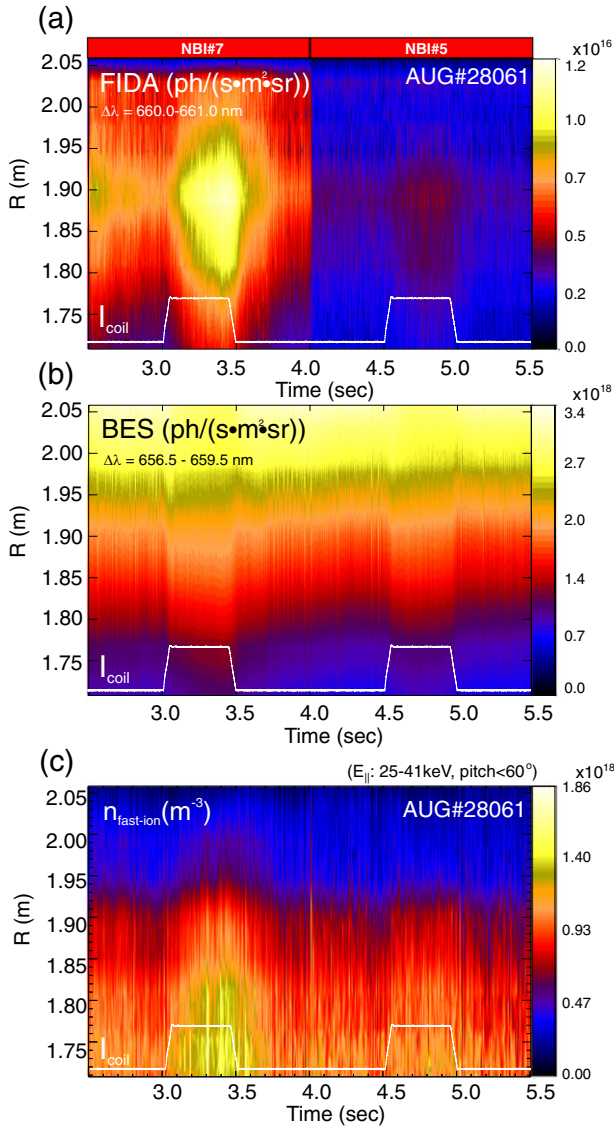 (a)
NBI#7 NBI#5
x10¹⁶
FIDA (ph/(s•m²•sr)) AUG#28061
Δλ = 660.0-661.0 nm
2.05
2.00
1.95
1.90
1.85
1.80
1.75
R (m)
1.2
1.0
0.7
0.5
0.2
0.0
I_coil
3.0 3.5 4.0 4.5 5.0 5.5
Time (sec)
(b)
x10¹⁸
BES (ph/(s•m²•sr))
Δλ = 656.5 - 659.5 nm
2.05
2.00
1.95
1.90
1.85
1.80
1.75
R (m)
3.4
2.7
2.0
1.4
0.7
0.0
I_coil
3.0 3.5 4.0 4.5 5.0 5.5
Time (sec)
(c)
(E_||: 25-41keV, pitch<60°)
x10¹⁸
n_fast-ion(m⁻³) AUG#28061
2.05
2.00
1.95
1.90
1.85
1.80
1.75
R (m)
1.86
1.40
0.93
0.47
0.00
I_coil
3.0 3.5 4.0 4.5 5.0 5.5
Time (sec)